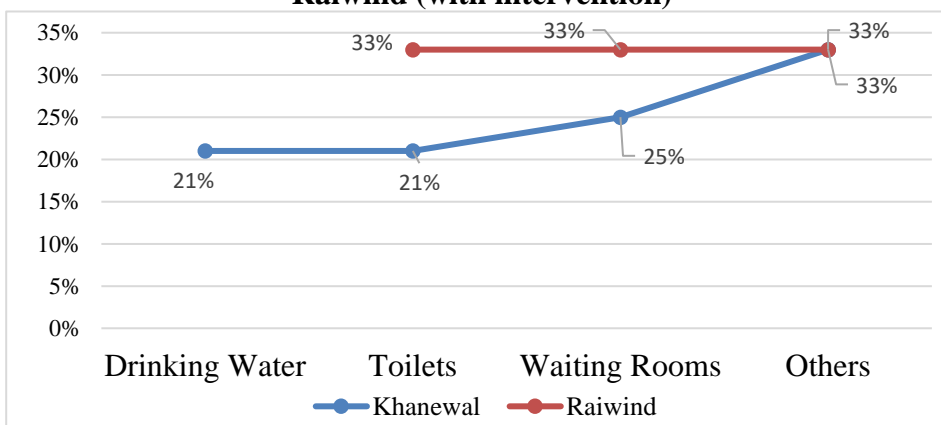 Raiwind (with intervention)
35%
30%
25%
20%
15%
10%
5%
0%
33%
33%
33%
33%
21%
21%
25%
Drinking Water
Toilets
Waiting Rooms
Others
Khanewal
Raiwind